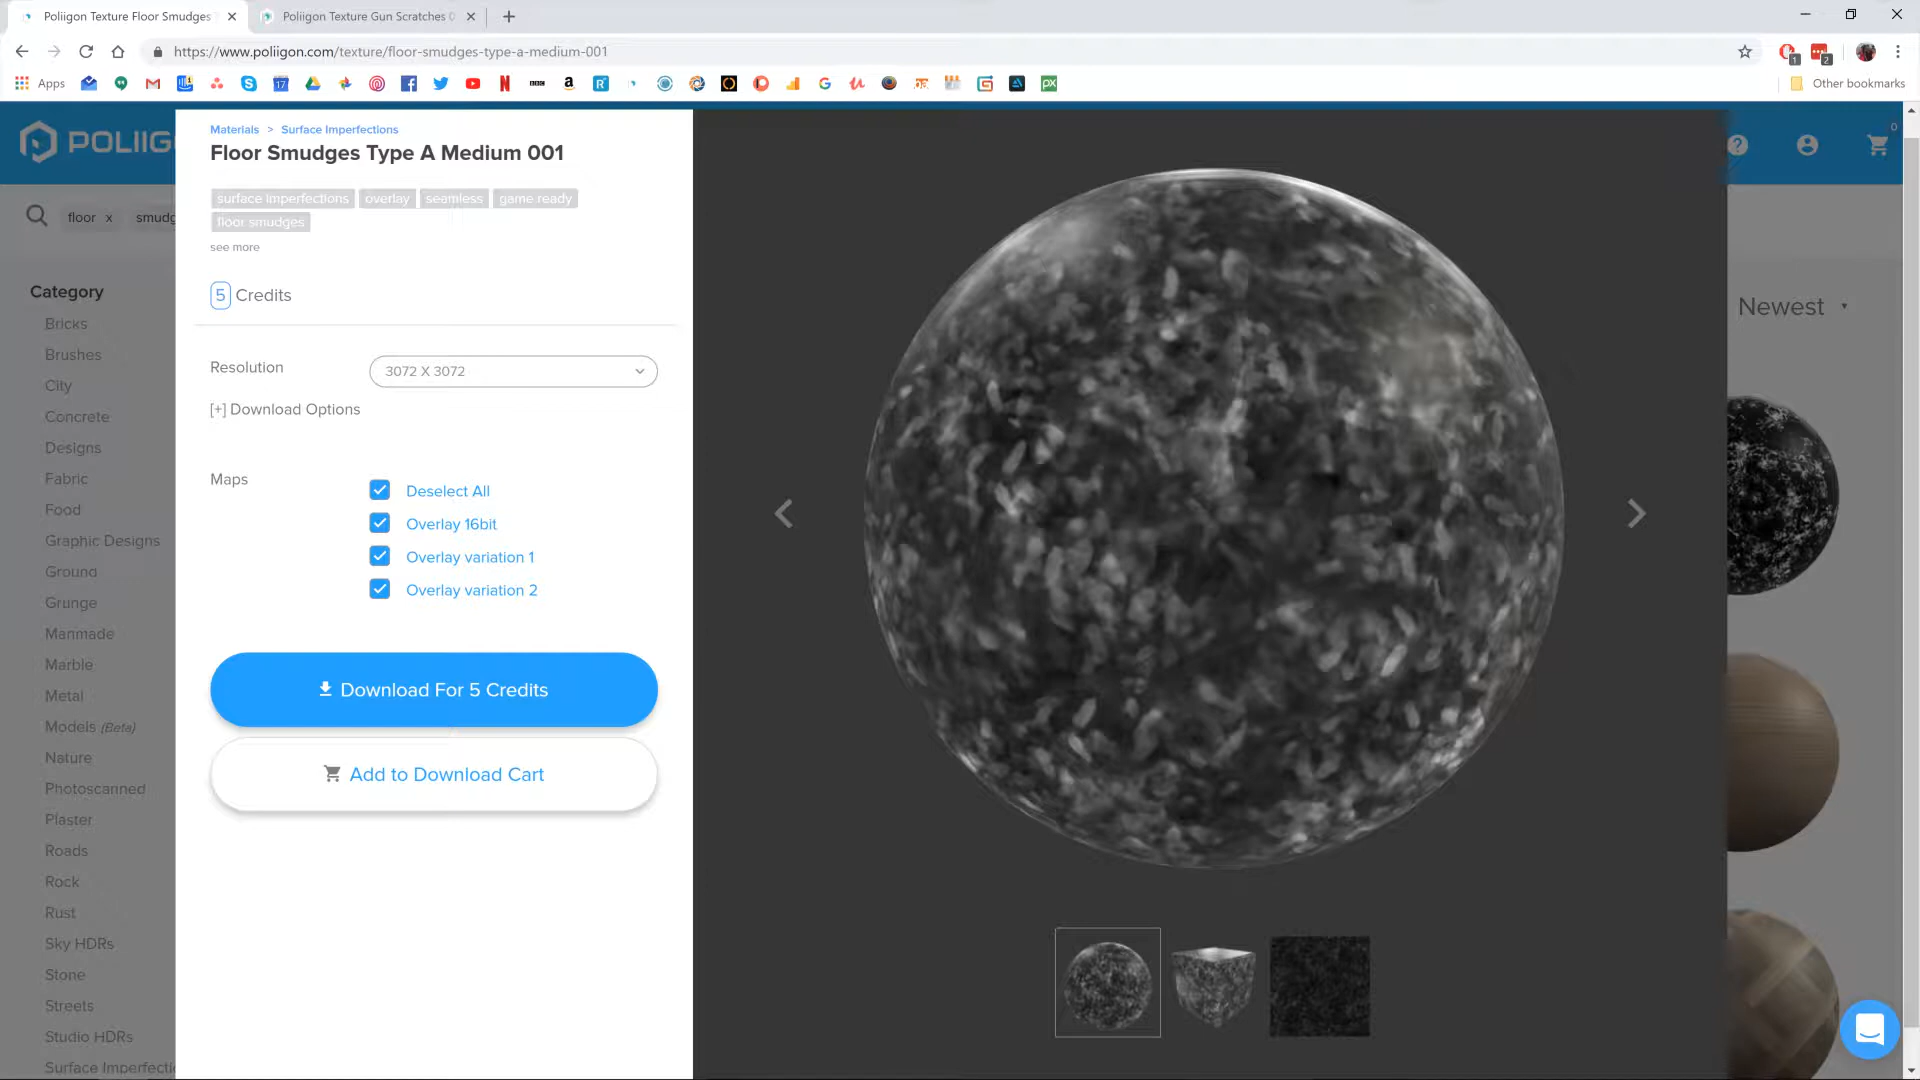 Poliigon Texture Floor Smudges
Poliigon Texture Gun Scratches
https://www.poliigon.com/texture/floor-smudges-type-a-medium-001
1
2
Apps
17
BBC
Other bookmarks
POLIIG
0
Materials > Surface Imperfections
Floor Smudges Type A Medium 001
surface imperfections overlay seamless game ready
floor smudges
see more
floor x smudg
5 Credits
Category
Newest
Bricks
Brushes
City
Concrete
Designs
Fabric
Food
Graphic Designs
Ground
Grunge
Manmade
Marble
Metal
Models (Beta)
Nature
Photoscanned
Plaster
Roads
Rock
Rust
Sky HDRs
Stone
Streets
Studio HDRs
Surface Imperfecti
Resolution
3072 X 3072
[+] Download Options
Maps
Deselect All
Overlay 16bit
Overlay variation 1
Overlay variation 2
Download For 5 Credits
Add to Download Cart